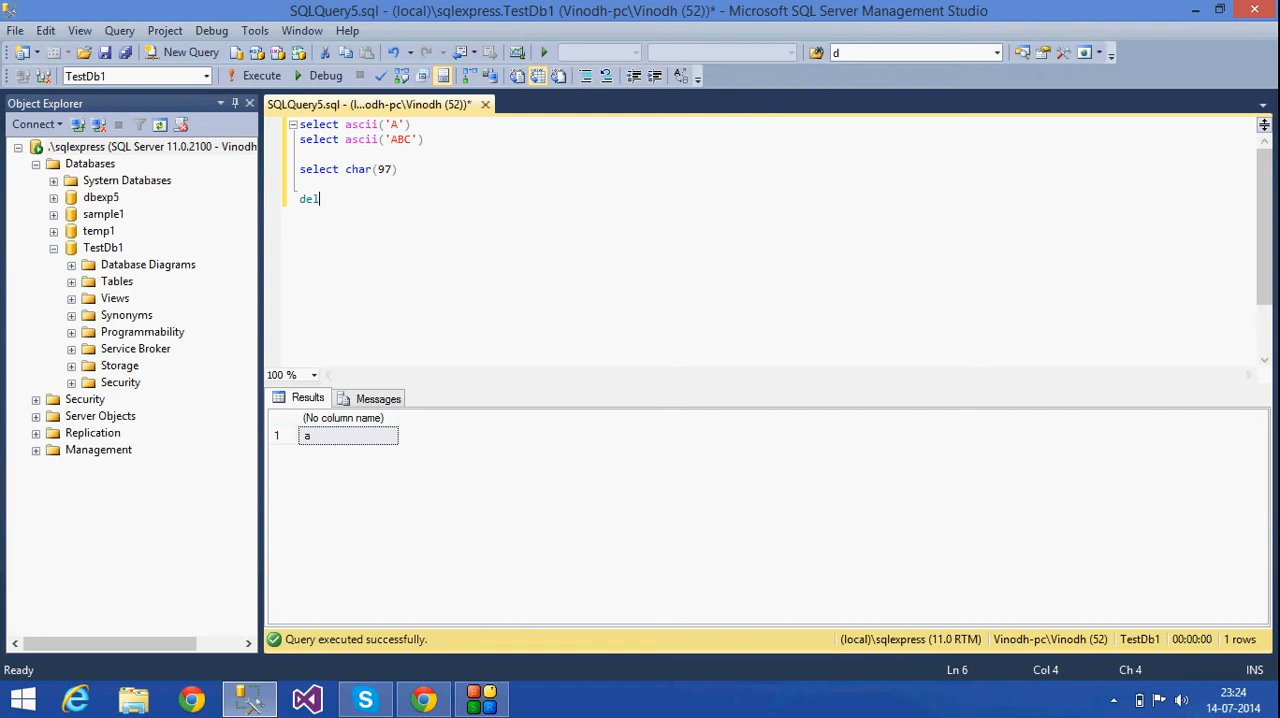 SQLQuery5.sql - (local)\sqlexpress.TestDb1 (Vinodh-pc\Vinodh (52))* - Microsoft SQL Server Management Studio
File Edit View Query Project Debug Tools Window Help
New Query d
TestDb1 Execute Debug
Object Explorer
SQLQuery5.sql - (l...odh-pc\Vinodh (52))*
Connect
.\sqlexpress (SQL Server 11.0.2100 - Vinodh
Databases
System Databases
dbexp5
sample1
temp1
TestDb1
Database Diagrams
Tables
Views
Synonyms
Programmability
Service Broker
Storage
Security
Security
Server Objects
Replication
Management
select ascii('A')
select ascii('ABC')
select char(97)
del
100 %
Results Messages
(No column name)
1 a
Query executed successfully. (local)\sqlexpress (11.0 RTM) Vinodh-pc\Vinodh (52) TestDb1 00:00:00 1 rows
Ready Ln 6 Col 4 Ch 4 INS
23:24
14-07-2014